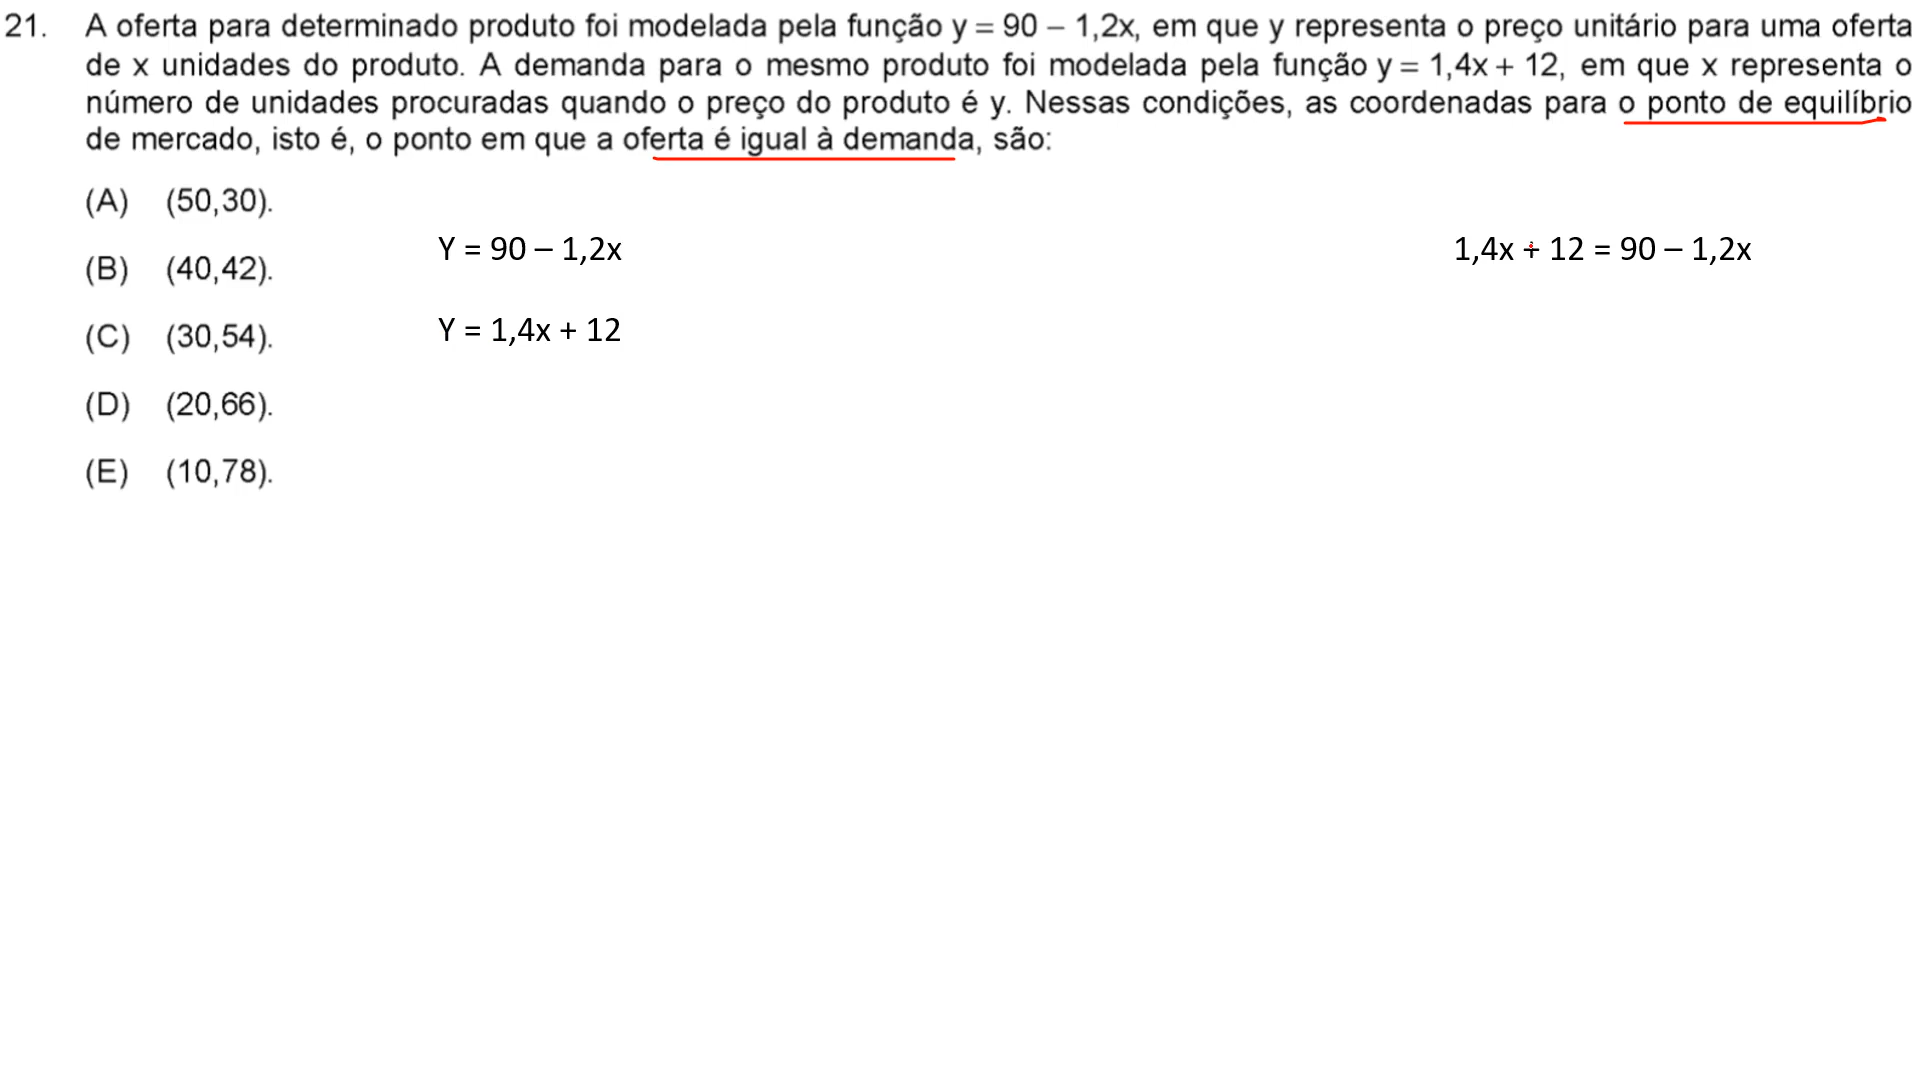 21. A oferta para determinado produto foi modelada pela função y = 90 – 1,2x, em que y representa o preço unitário para uma oferta
de x unidades do produto. A demanda para o mesmo produto foi modelada pela função y = 1,4x + 12, em que x representa o
número de unidades procuradas quando o preço do produto é y. Nessas condições, as coordenadas para o ponto de equilíbrio
de mercado, isto é, o ponto em que a oferta é igual à demanda, são:
(A) (50,30).
(B) (40,42).
(C) (30,54).
(D) (20,66).
(E) (10,78).
Y = 90 – 1,2x
Y = 1,4x + 12
1,4x + 12 = 90 – 1,2x